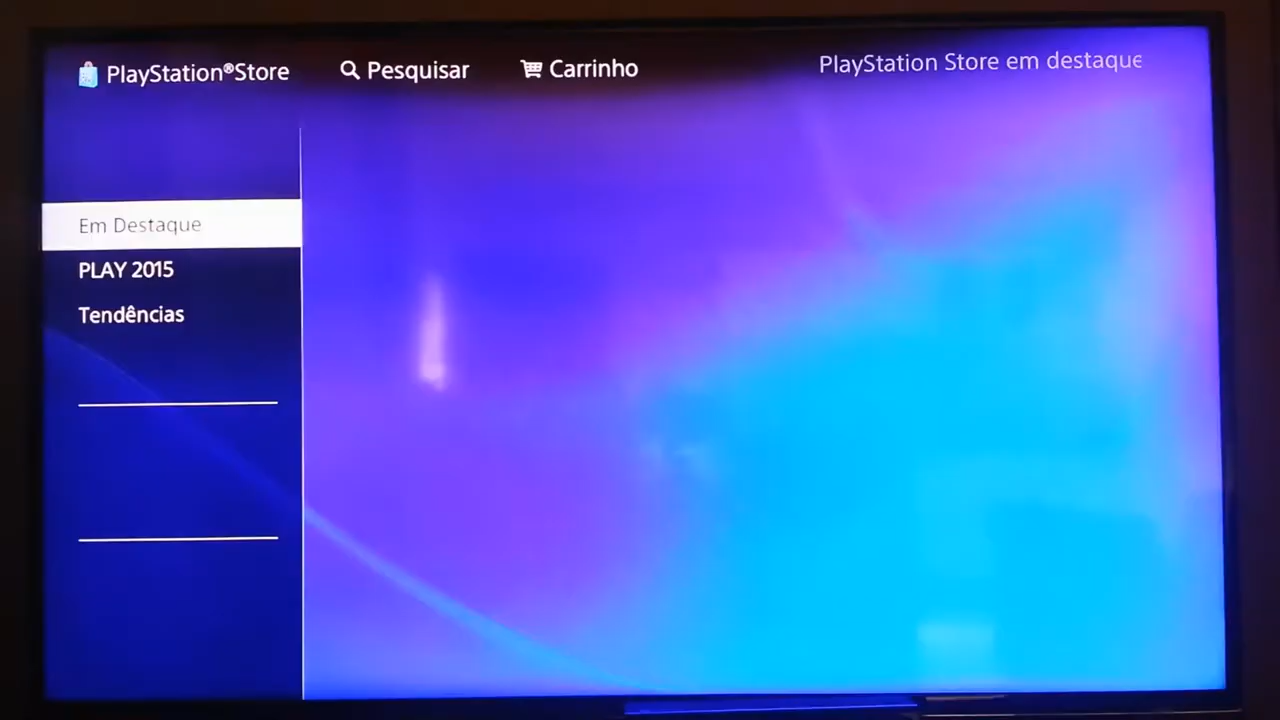 PlayStation®Store
Pesquisar
Carrinho
PlayStation Store em destaque
Em Destaque
PLAY 2015
Tendências